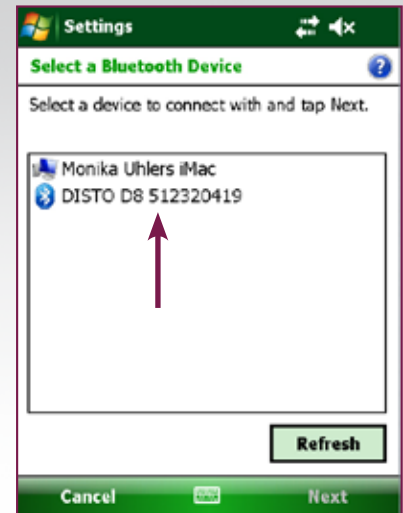 Settings
Select a Bluetooth Device
?
Select a device to connect with and tap Next.
Monika Uhlers iMac
DISTO D8 512320419
Refresh
Cancel
Next